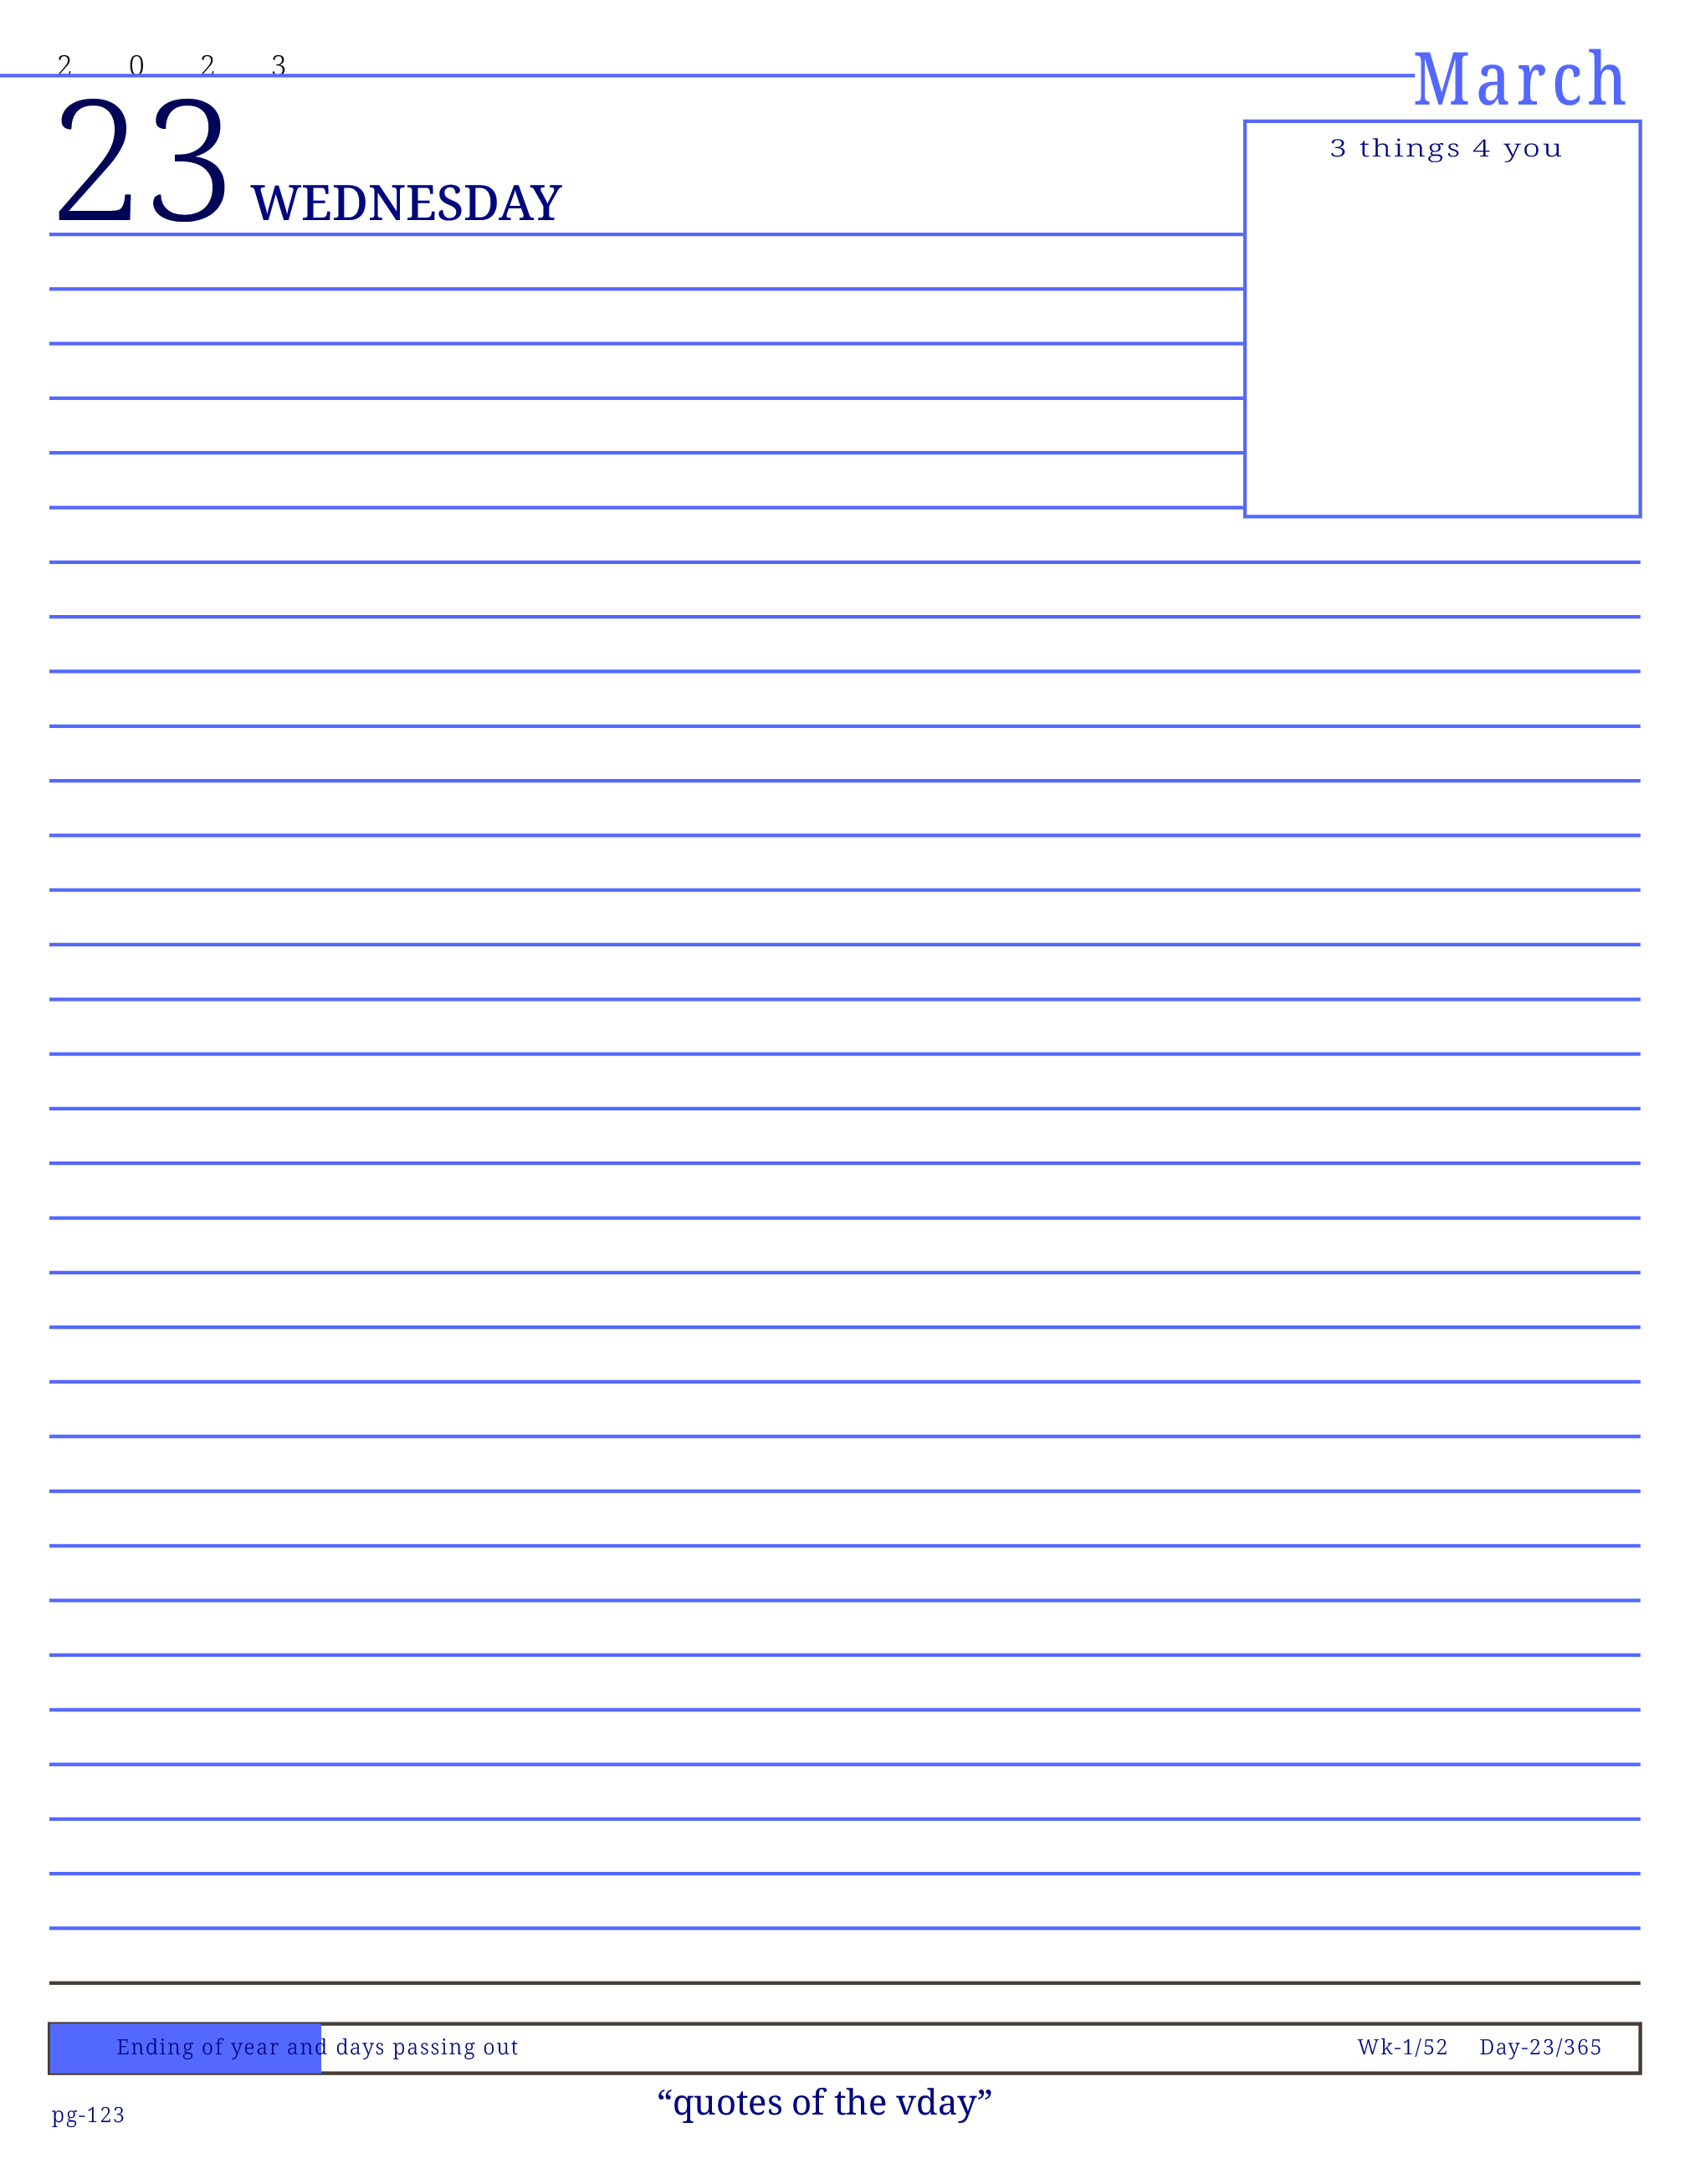 2 0 2 3
March
23 WEDNESDAY
3 things 4 you
Ending of year and days passing out
Wk-1/52 Day-23/365
“quotes of the vday”
pg-123